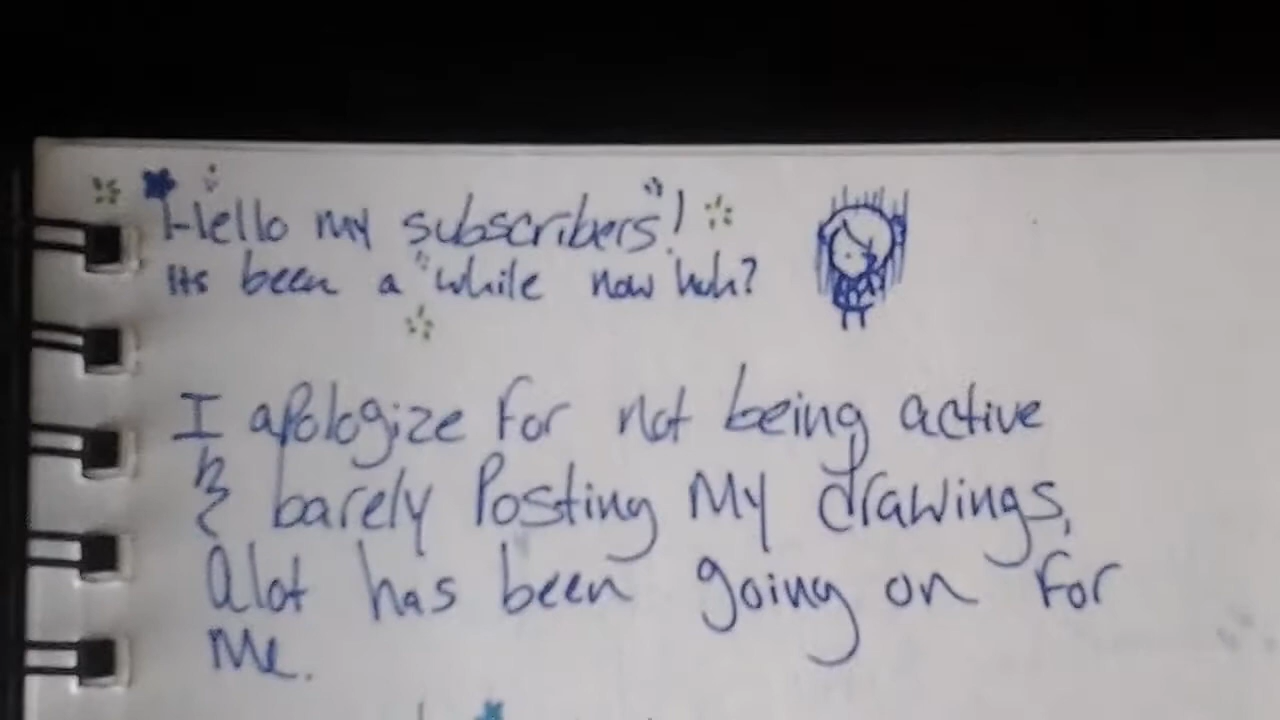 Hello my subscribers!
Its been a while now huh?
I apologize for not being active
& barely Posting My drawings,
Alot has been going on for
Me.